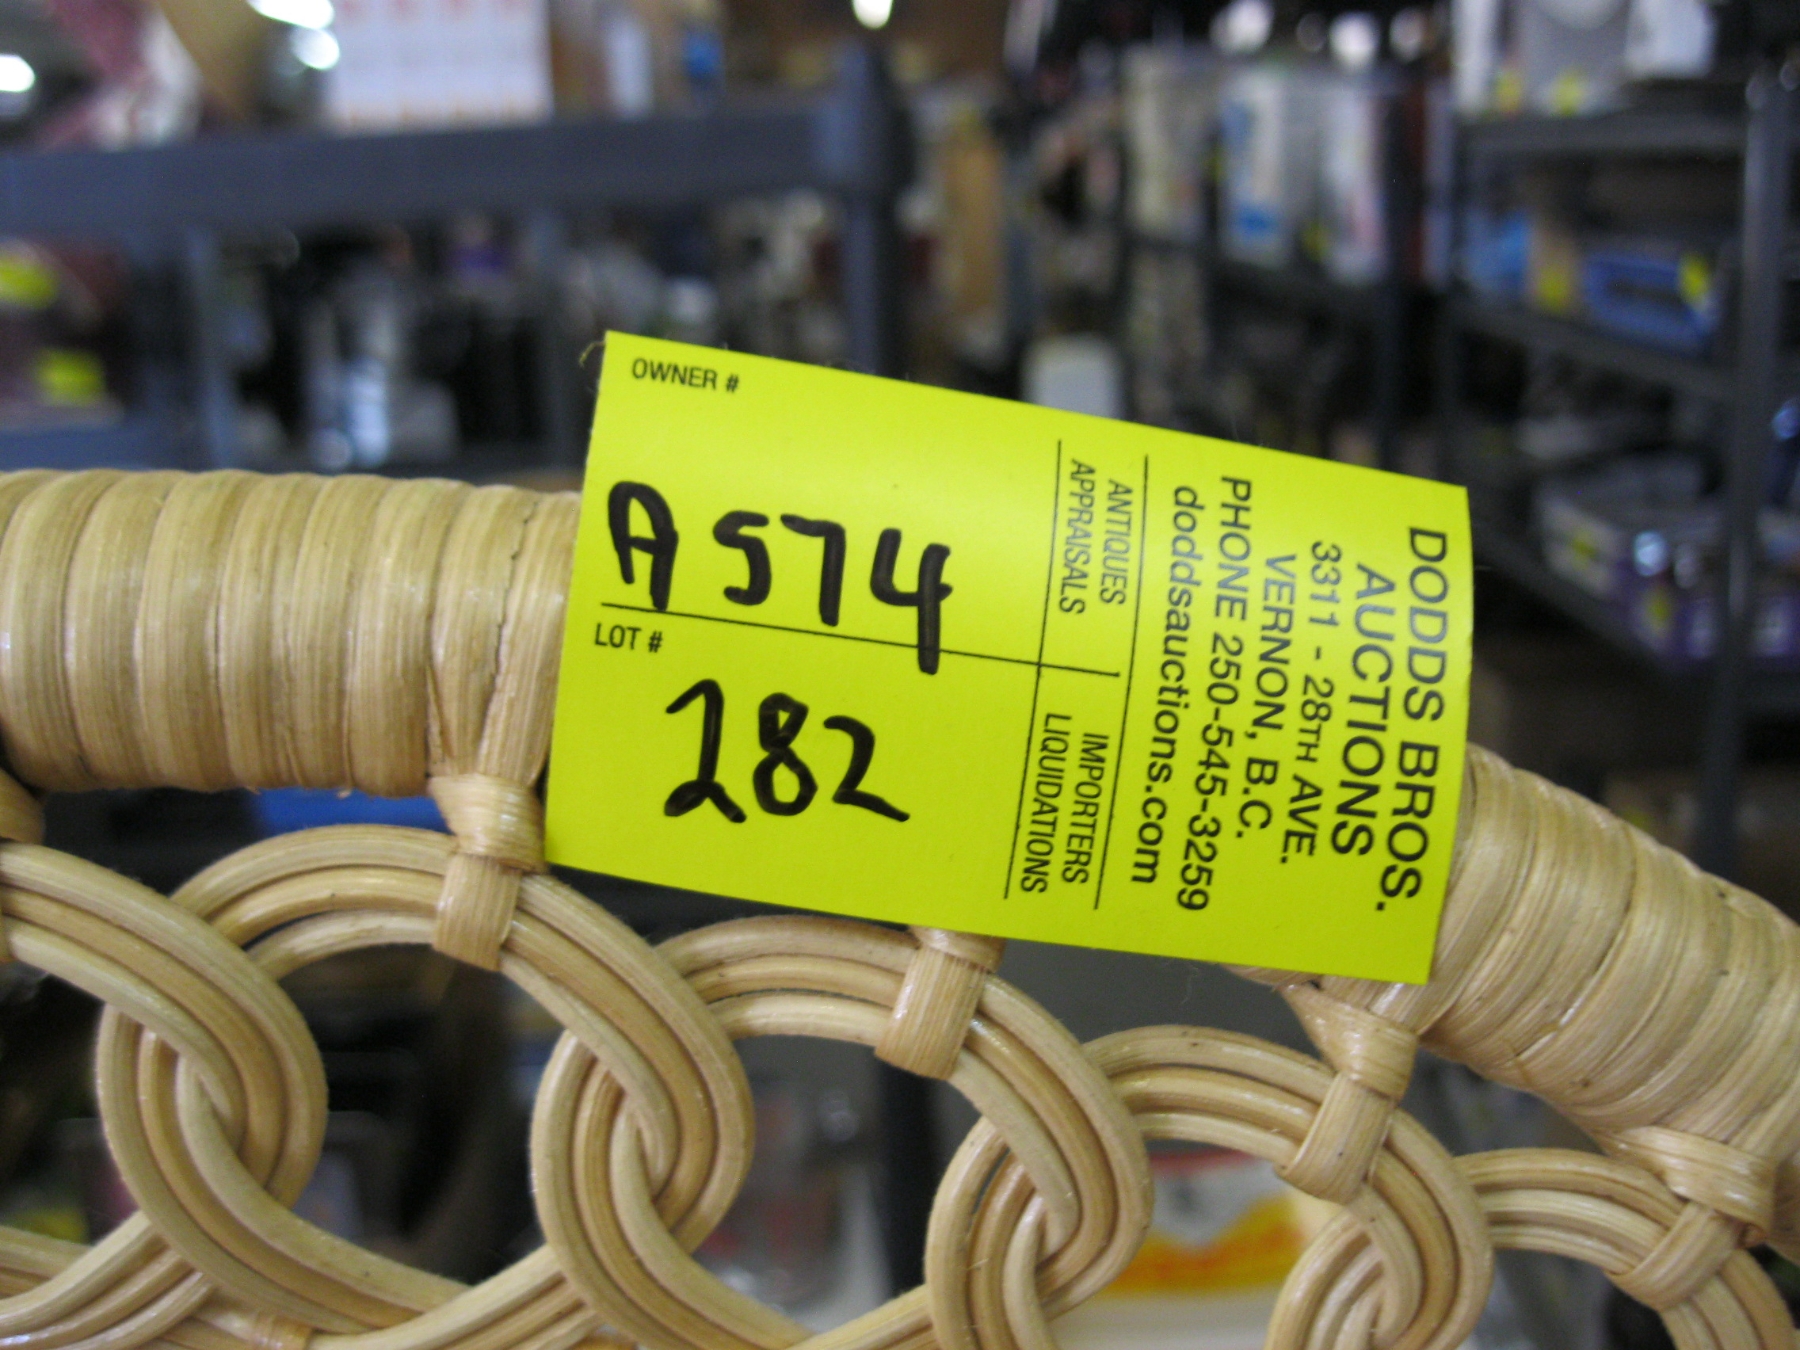 OWNER #
A574
LOT #
282
ANTIQUES
APPRAISALS
IMPORTERS
LIQUIDATIONS
DODDS BROS.
AUCTIONS
3311 - 28TH AVE.
VERNON, B.C.
PHONE 250-545-3259
doddsauctions.com